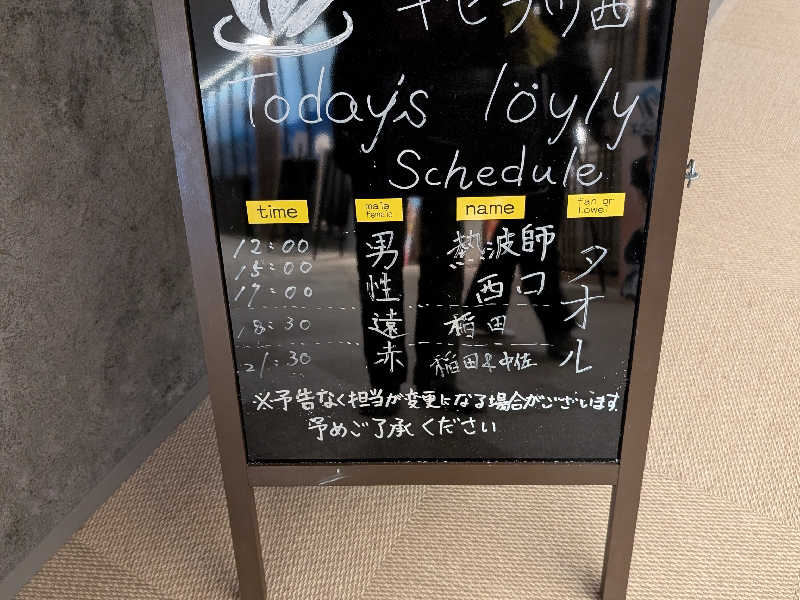 Today's löyly
Schedule
time male female name fan or towel
12:00
15:00
17:00
18:30
21:30
男性遠赤
熱波師
西口
稲田
稲田&中佐
タオル
※予告なく担当が変更になる場合がございます.
予めご了承ください